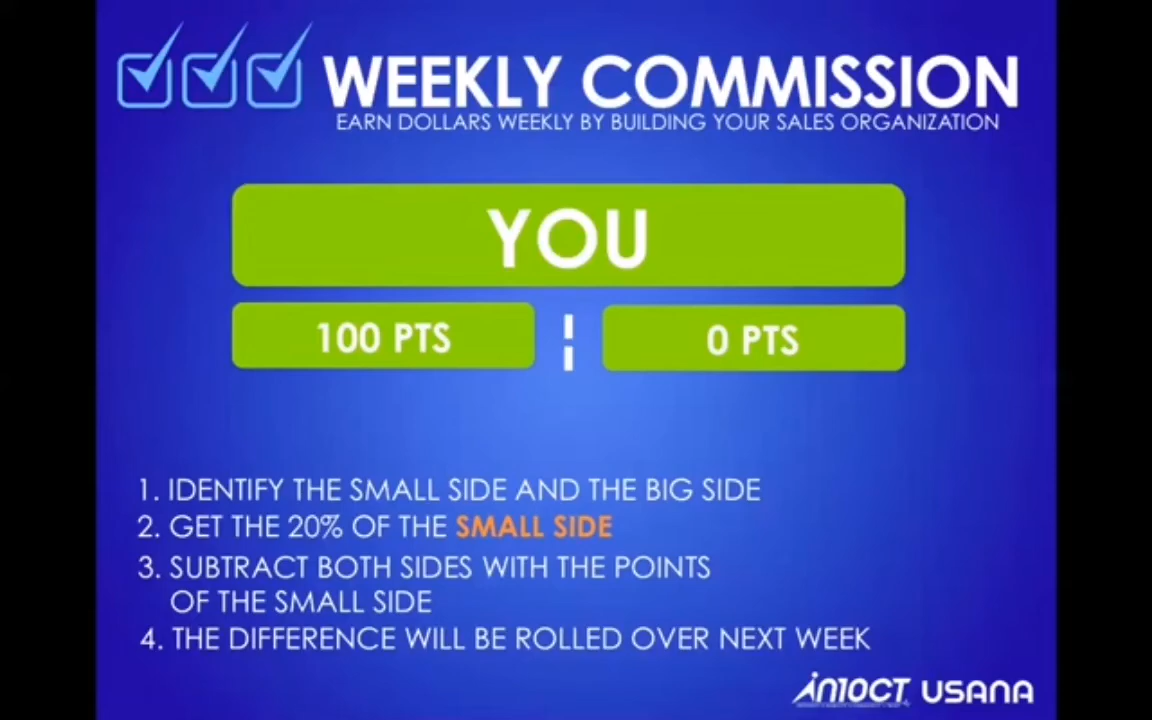 WEEKLY COMMISSION
EARN DOLLARS WEEKLY BY BUILDING YOUR SALES ORGANIZATION
YOU
100 PTS
0 PTS
1. IDENTIFY THE SMALL SIDE AND THE BIG SIDE
2. GET THE 20% OF THE SMALL SIDE
3. SUBTRACT BOTH SIDES WITH THE POINTS
OF THE SMALL SIDE
4. THE DIFFERENCE WILL BE ROLLED OVER NEXT WEEK
IN10CT USANA